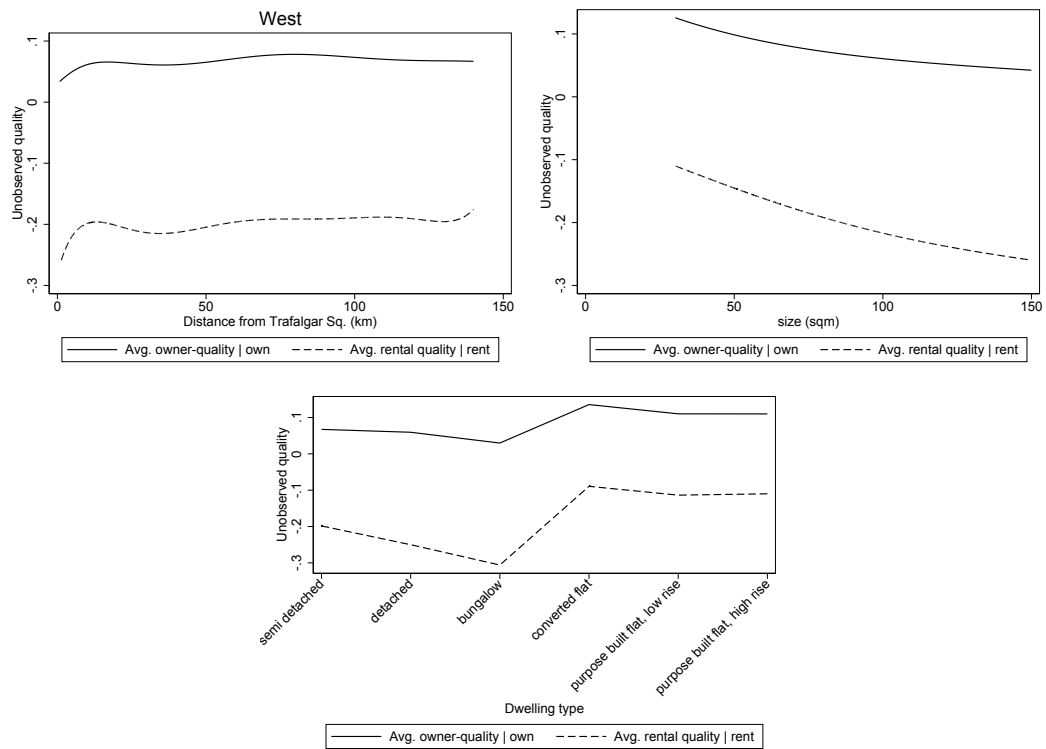 West
Unobserved quality
.1
0
-.1
-.2
-.3
0
50
100
150
Distance from Trafalgar Sq. (km)
Avg. owner-quality | own
Avg. rental quality | rent
Unobserved quality
.1
0
-.1
-.2
-.3
0
50
100
150
size (sqm)
Avg. owner-quality | own
Avg. rental quality | rent
Unobserved quality
.1
0
-.1
-.2
-.3
semi detached
detached
bungalow
converted flat
purpose built flat, low rise
purpose built flat, high rise
Dwelling type
Avg. owner-quality | own
Avg. rental quality | rent